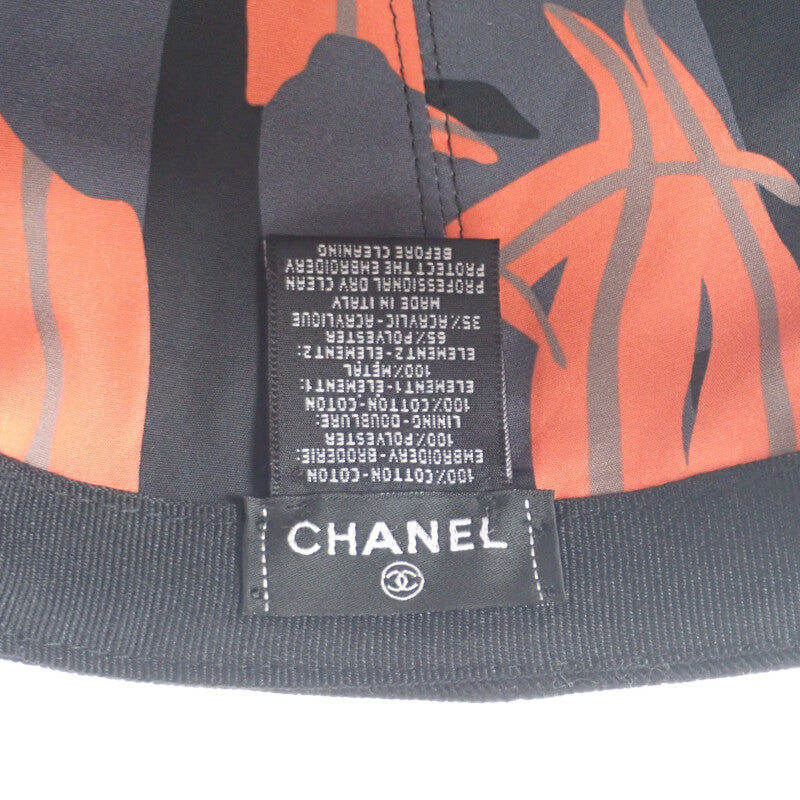 100%COTTON-COTON
EMBROIDERY-BRODERIE:
100%POLYESTER
LINING-DOUBLURE:
100%COTTON-COTON
ELEMENT1-ELEMENT1:
100%METAL
ELEMENT2-ELEMENT2:
65%POLYESTER
35%ACRYLIC-ACRYLIQUE
MADE IN ITALY
PROFESSIONAL DRY CLEAN
PROTECT THE EMBROIDERY
BEFORE CLEANING
CHANEL